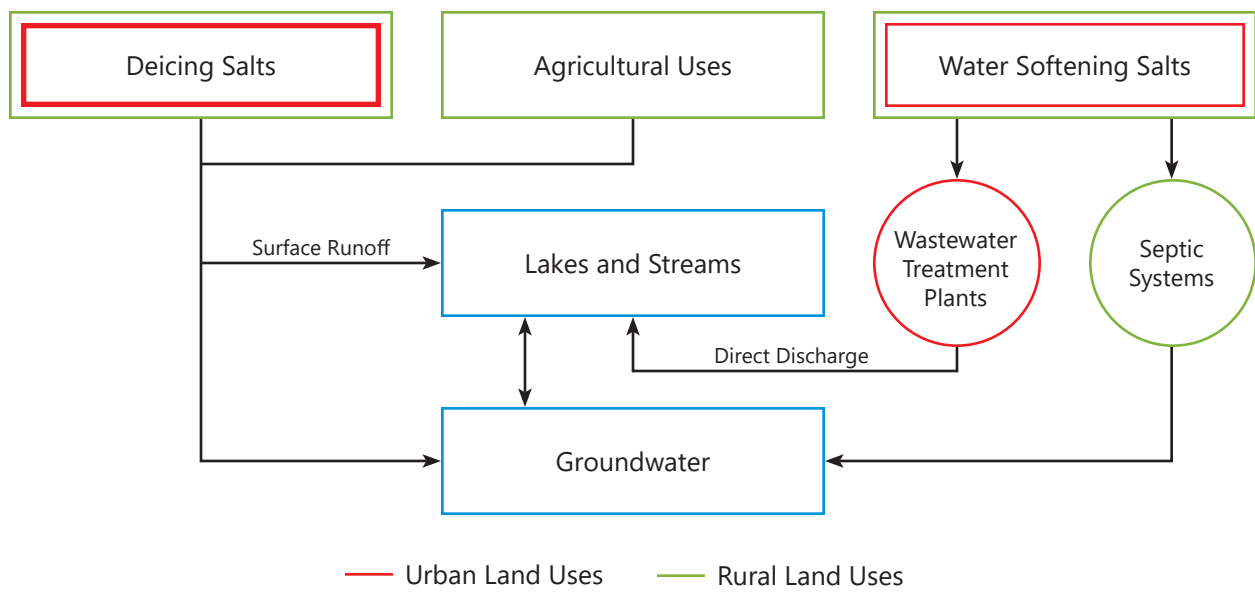 Deicing Salts
Agricultural Uses
Water Softening Salts
Surface Runoff
Lakes and Streams
Wastewater
Treatment
Plants
Septic
Systems
Direct Discharge
Groundwater
Urban Land Uses
Rural Land Uses